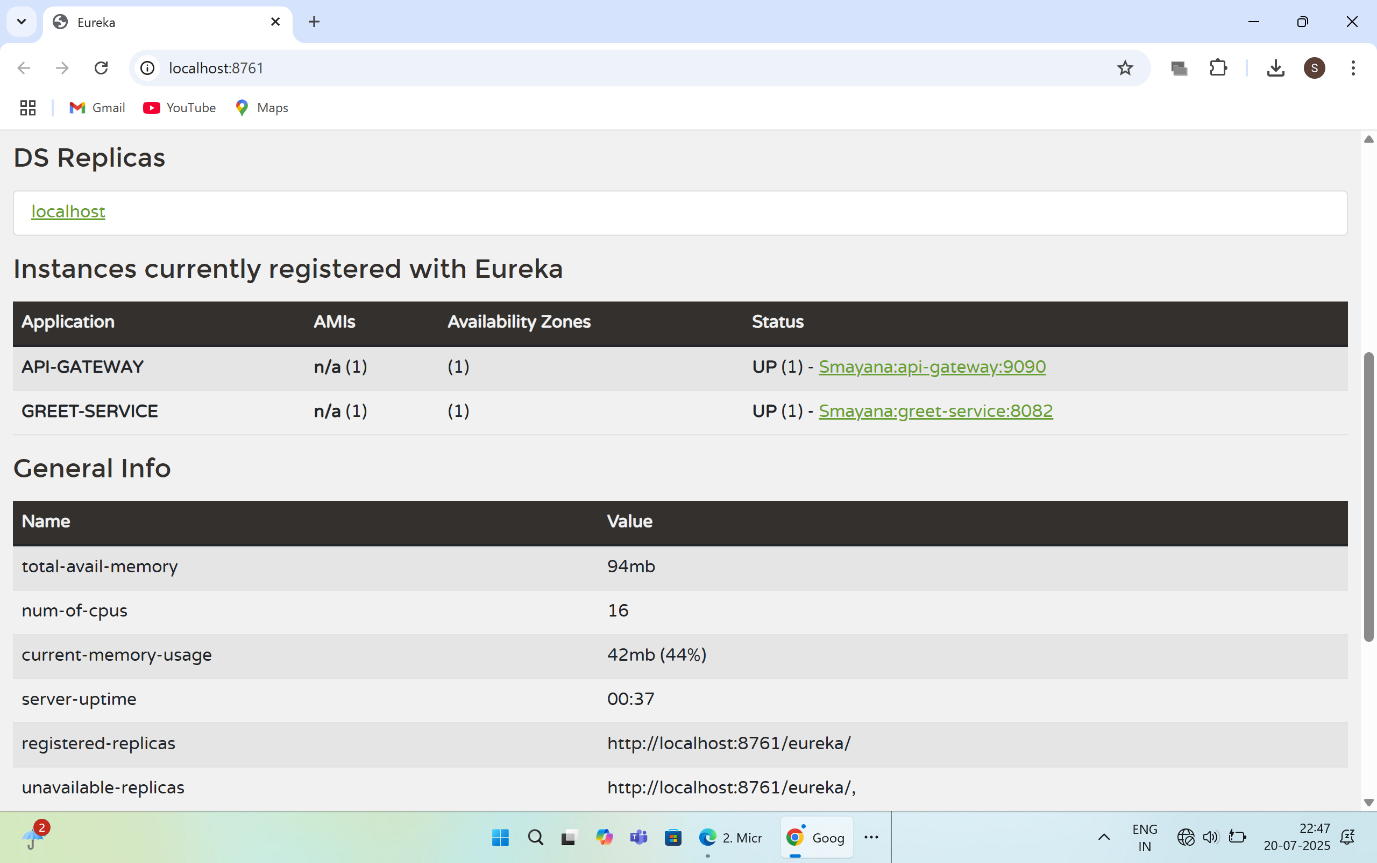 Eureka
localhost:8761
Gmail YouTube Maps
DS Replicas
localhost
Instances currently registered with Eureka
Application AMIs Availability Zones Status
API-GATEWAY n/a (1) (1) UP (1) - Smayana:api-gateway:9090
GREET-SERVICE n/a (1) (1) UP (1) - Smayana:greet-service:8082
General Info
Name Value
total-avail-memory 94mb
num-of-cpus 16
current-memory-usage 42mb (44%)
server-uptime 00:37
registered-replicas http://localhost:8761/eureka/
unavailable-replicas http://localhost:8761/eureka/,
2
2. Micr
Goog
ENG
IN
22:47
20-07-2025
S